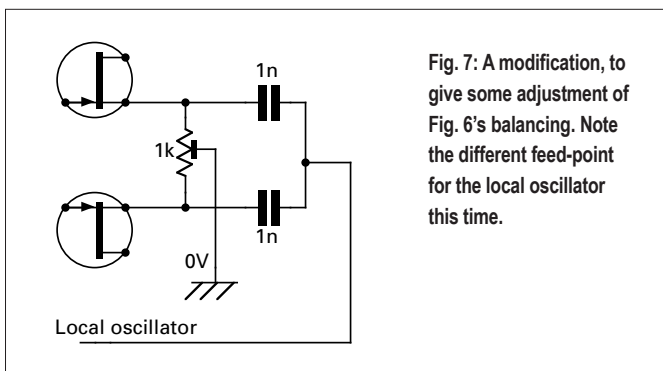 1n
1k
1n
0V
Local oscillator
Fig. 7: A modification, to
give some adjustment of
Fig. 6’s balancing. Note
the different feed-point
for the local oscillator
this time.